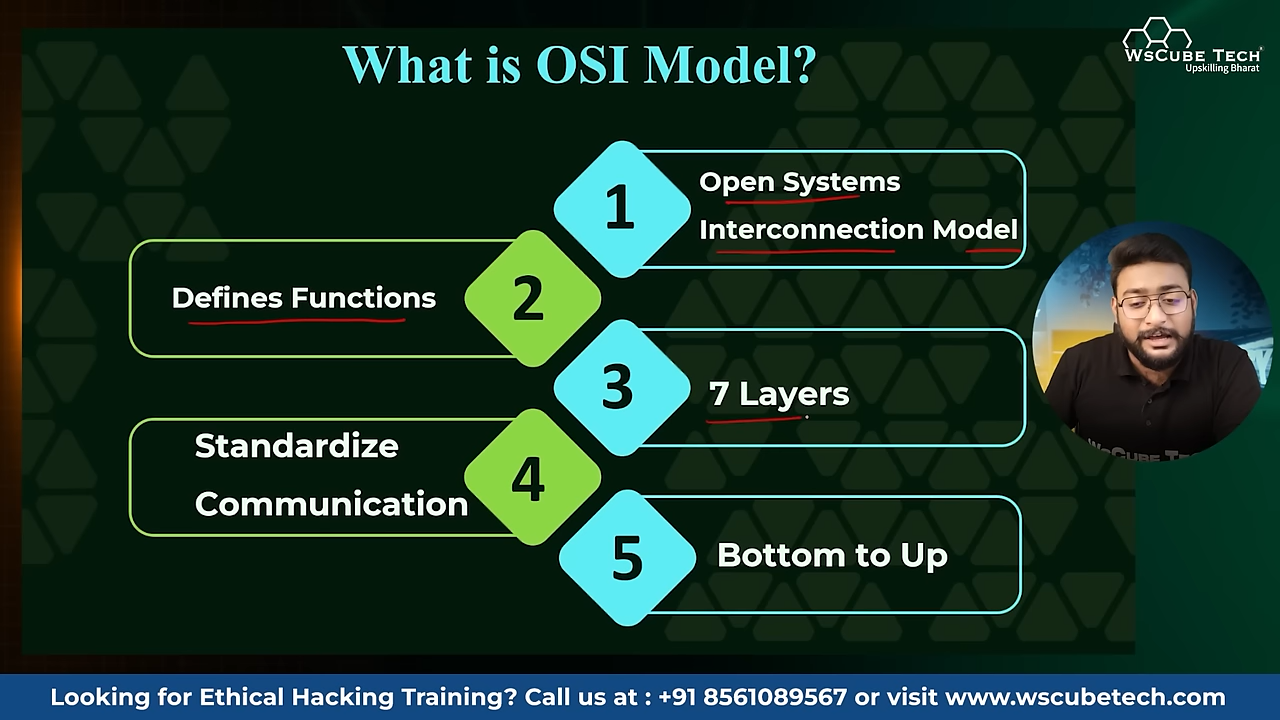 What is OSI Model?
WSCUBE TECH
Upskilling Bharat
1
Open Systems
Interconnection Model
2
Defines Functions
3
7 Layers
4
Standardize
Communication
5
Bottom to Up
WSCUBE TE
Looking for Ethical Hacking Training? Call us at : +91 8561089567 or visit www.wscubetech.com